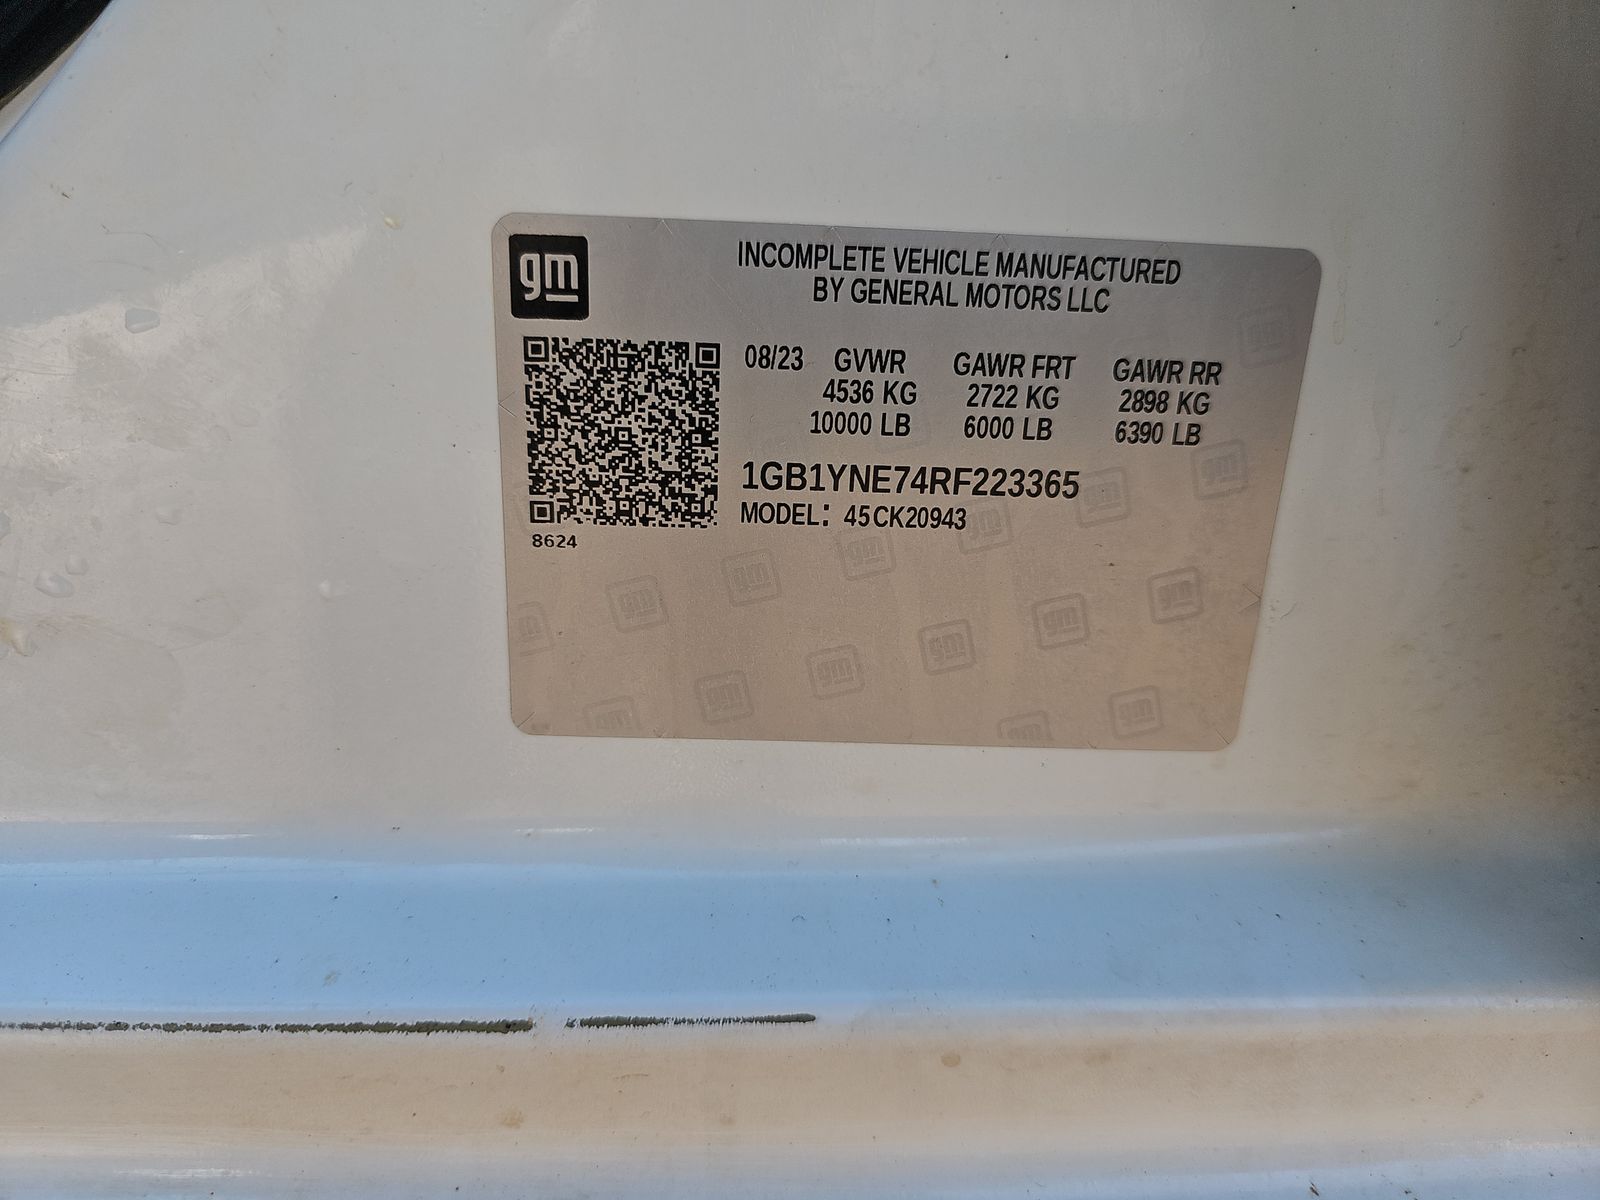 gm
INCOMPLETE VEHICLE MANUFACTURED
BY GENERAL MOTORS LLC
08/23 GVWR GAWR FRT GAWR RR
4536 KG 2722 KG 2898 KG
10000 LB 6000 LB 6390 LB
1GB1YNE74RF223365
MODEL: 45CK20943
8624